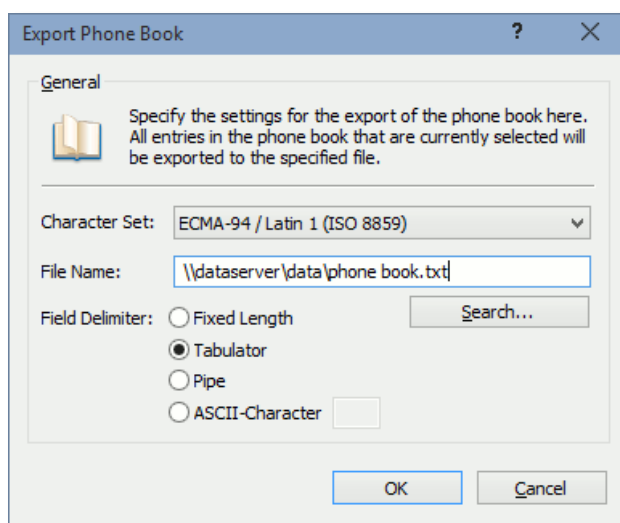 Export Phone Book ?
General
Specify the settings for the export of the phone book here.
All entries in the phone book that are currently selected will
be exported to the specified file.
Character Set: ECMA-94 / Latin 1 (ISO 8859)
File Name: \\dataserver\data\phone book.txt
Field Delimiter: Fixed Length Search...
Tabulator
Pipe
ASCII-Character
OK Cancel